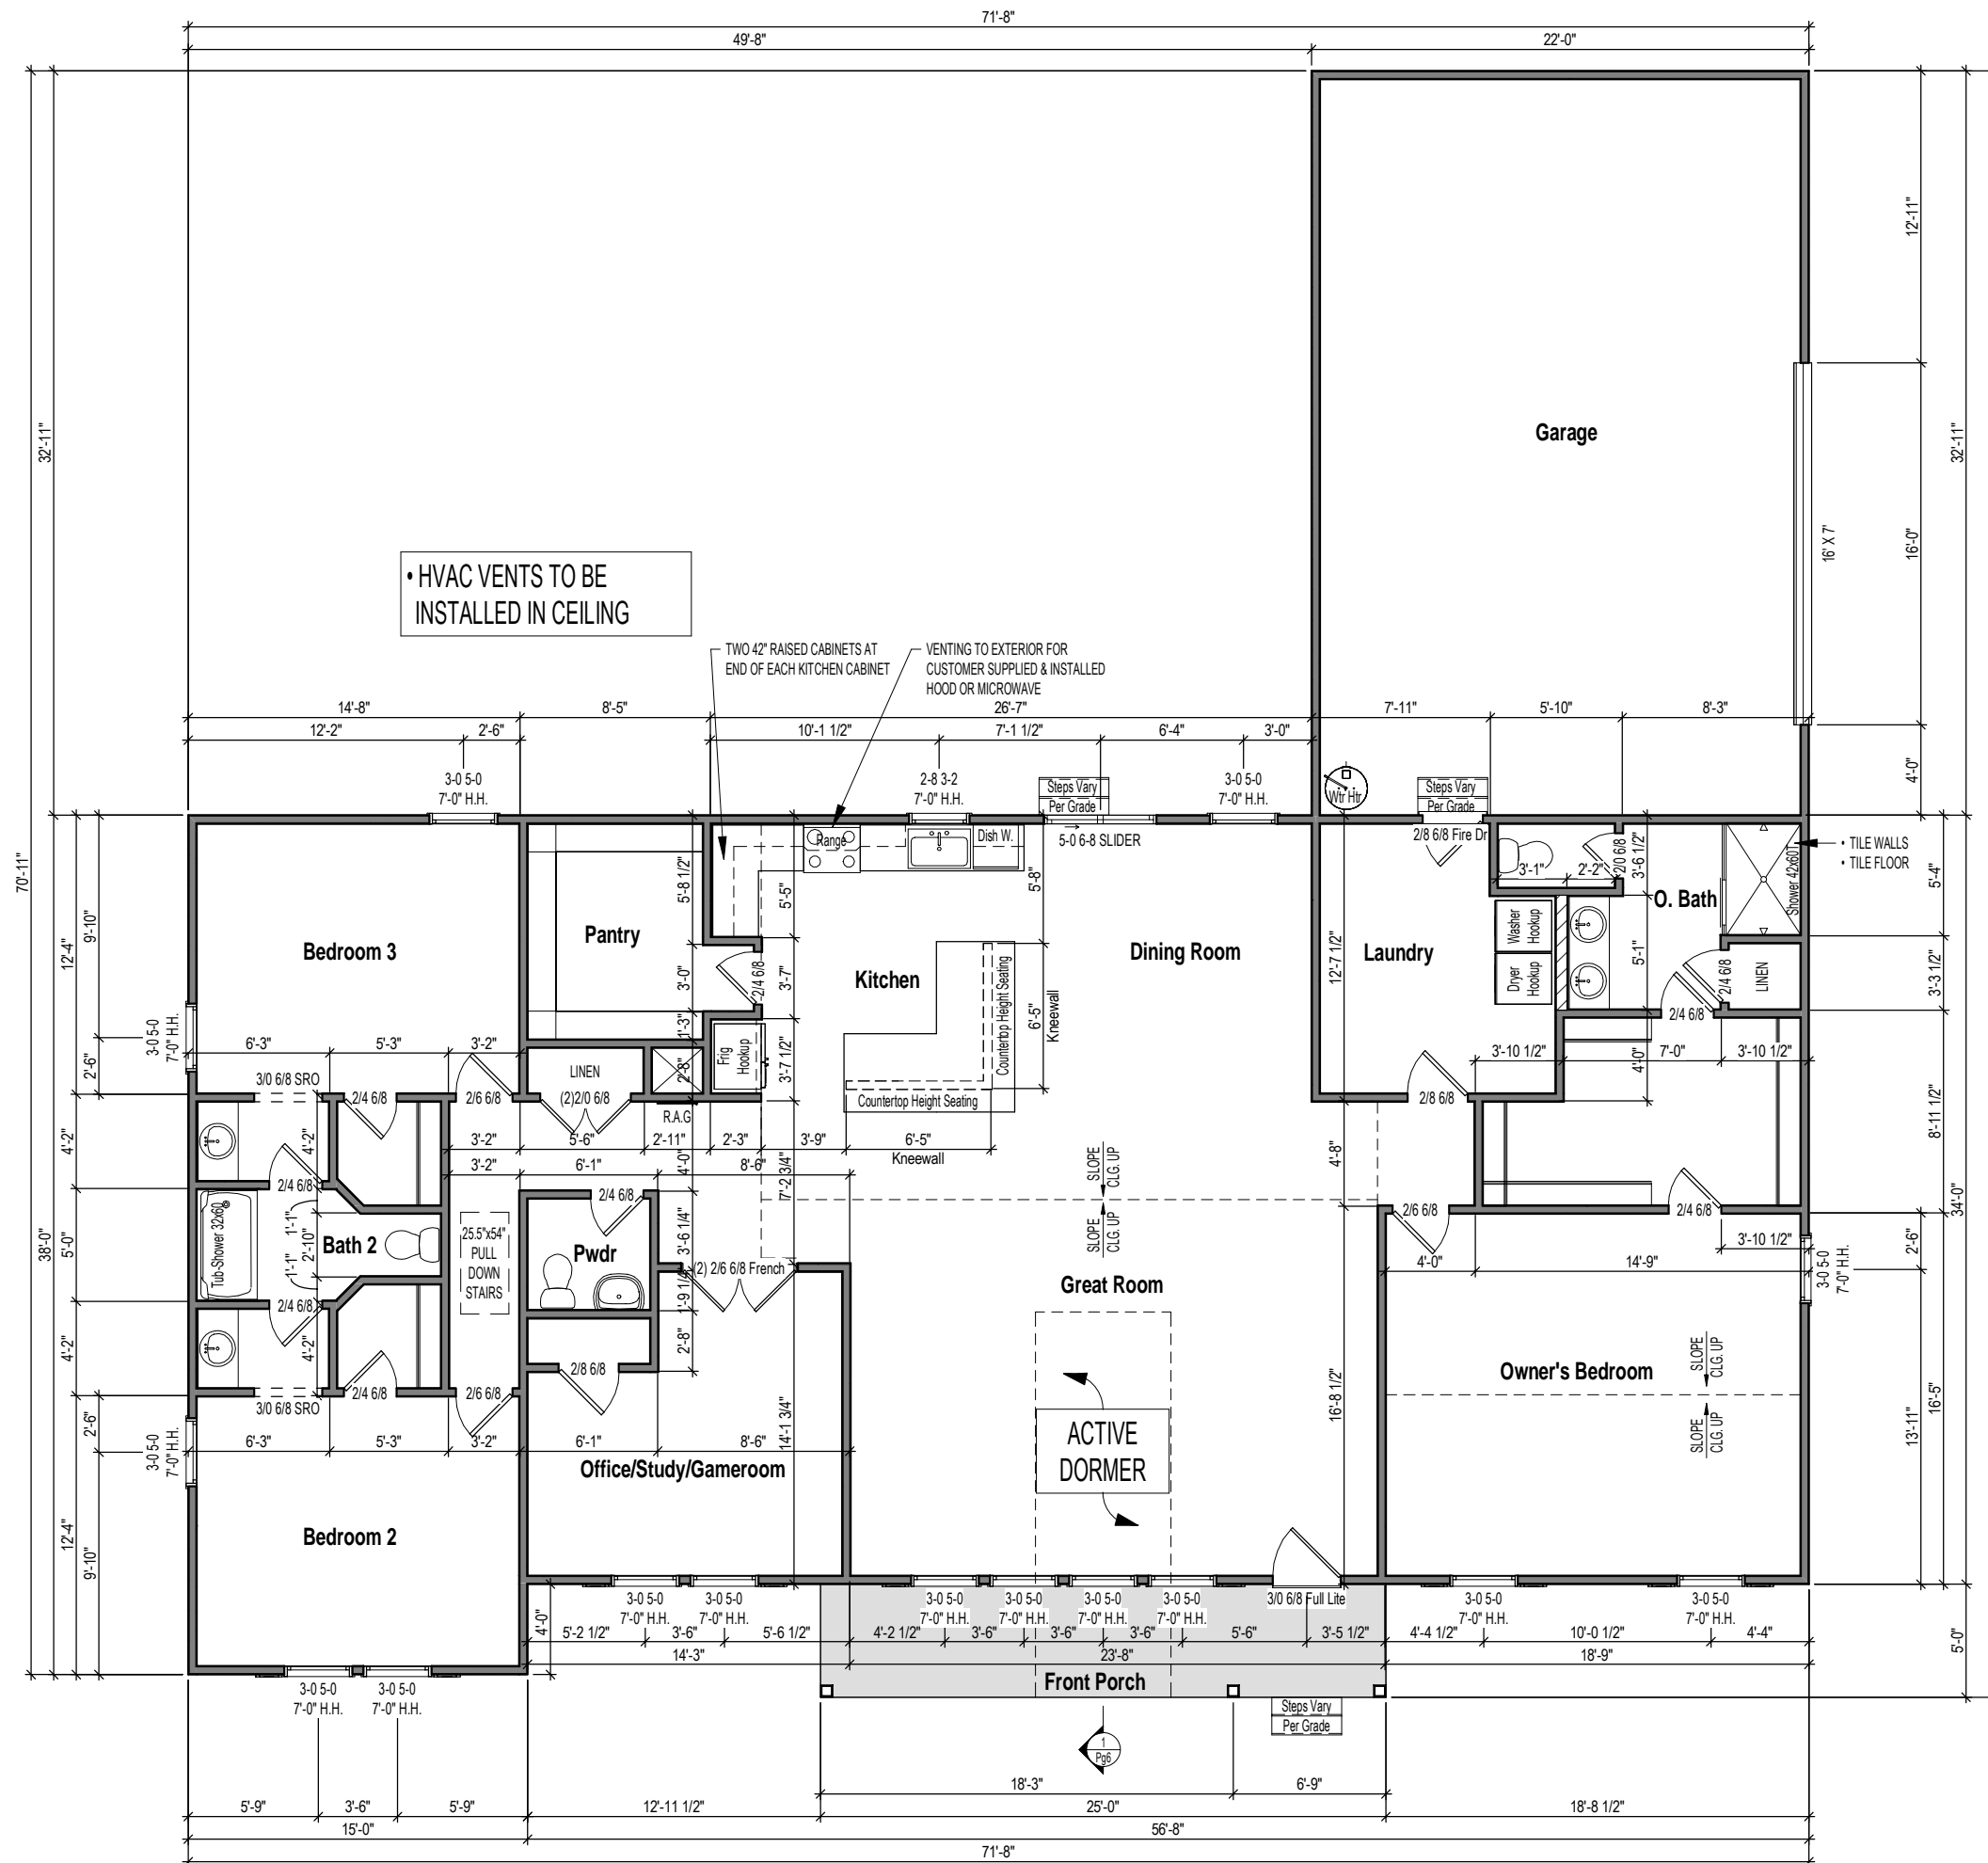 71'-8"
49'-8"
22'-0"
12'-11"
32'-11"
32'-11"
Garage
16'-0"
16' X 7'
• HVAC VENTS TO BE
INSTALLED IN CEILING
TWO 42" RAISED CABINETS AT
END OF EACH KITCHEN CABINET
VENTING TO EXTERIOR FOR
CUSTOMER SUPPLIED & INSTALLED
HOOD OR MICROWAVE
14'-8"
8'-5"
26'-7"
7'-11"
5'-10"
8'-3"
12'-2"
2'-6"
10'-1 1/2"
7'-1 1/2"
6'-4"
3'-0"
4'-0"
3-0 5-0
7'-0" H.H.
2-8 3-2
7'-0" H.H.
Steps Vary
Per Grade
3-0 5-0
7'-0" H.H.
Wtr Htr
Steps Vary
Per Grade
Range
Dish W.
5-0 6-8 SLIDER
2/8 6/8 Fire Dr
2/0 6/8
3'-6 1/2"
• TILE WALLS
• TILE FLOOR
Shower 42x60T
5'-4"
70'-11"
9'-10"
12'-4"
5'-8 1/2"
5'-5"
5'-8"
3'-1"
2'-2"
O. Bath
Bedroom 3
Pantry
Kitchen
Dining Room
Laundry
Washer
Hookup
Dryer
Hookup
12'-7 1/2"
5'-1"
2/4 6/8
LINEN
3'-3 1/2"
3'-0"
2/4 6/8
3'-7"
Countertop Height Seating
6'-5"
Kneewall
2/4 6/8
3-0 5-0
7'-0" H.H.
2'-6"
6'-3"
5'-3"
3'-2"
1'-3"
Frig
Hookup
3'-7 1/2"
3'-10 1/2"
4'-0"
7'-0"
3'-10 1/2"
3/0 6/8 SRO
2/4 6/8
2/6 6/8
LINEN
(2)2/0 6/8
2'-8"
R.A.G
Countertop Height Seating
2/8 6/8
8'-11 1/2"
4'-2"
4'-2"
3'-2"
5'-6"
2'-11"
2'-3"
3'-9"
6'-5"
Kneewall
4'-8"
3'-2"
6'-1"
4'-0"
8'-6"
7'-2 3/4"
SLOPE
CLG. UP
SLOPE
CLG. UP
2/4 6/8
2/4 6/8
2/6 6/8
2/4 6/8
34'-0"
38'-0"
5'-0"
Tub-Shower 32x60
1'-1"
2'-10"
1'-1"
Bath 2
25.5"x54"
PULL
DOWN
STAIRS
Pwdr
3'-6 1/4"
1'-9 1/4"
(2) 2/6 6/8 French
Great Room
4'-0"
14'-9"
3'-10 1/2"
2'-6"
3-0 5-0
7'-0" H.H.
2/4 6/8
4'-2"
4'-2"
2'-8"
2/4 6/8
2/6 6/8
2/8 6/8
3/0 6/8 SRO
Owner's Bedroom
SLOPE
CLG. UP
SLOPE
CLG. UP
16'-8 1/2"
13'-11"
16'-5"
ACTIVE
DORMER
3-0 5-0
7'-0" H.H.
2'-6"
6'-3"
5'-3"
3'-2"
6'-1"
8'-6"
14'-1 3/4"
Office/Study/Gameroom
Bedroom 2
12'-4"
9'-10"
4'-0"
3-0 5-0
7'-0" H.H.
3-0 5-0
7'-0" H.H.
3-0 5-0
7'-0" H.H.
3-0 5-0
7'-0" H.H.
3-0 5-0
7'-0" H.H.
3-0 5-0
7'-0" H.H.
3/0 6/8 Full Lite
3-0 5-0
7'-0" H.H.
3-0 5-0
7'-0" H.H.
5'-2 1/2"
3'-6"
5'-6 1/2"
4'-2 1/2"
3'-6"
3'-6"
3'-6"
5'-6"
3'-5 1/2"
4'-4 1/2"
10'-0 1/2"
4'-4"
14'-3"
23'-8"
18'-9"
5'-0"
Front Porch
3-0 5-0
7'-0" H.H.
3-0 5-0
7'-0" H.H.
Steps Vary
Per Grade
1
Pg6
18'-3"
6'-9"
5'-9"
3'-6"
5'-9"
12'-11 1/2"
25'-0"
18'-8 1/2"
15'-0"
56'-8"
71'-8"